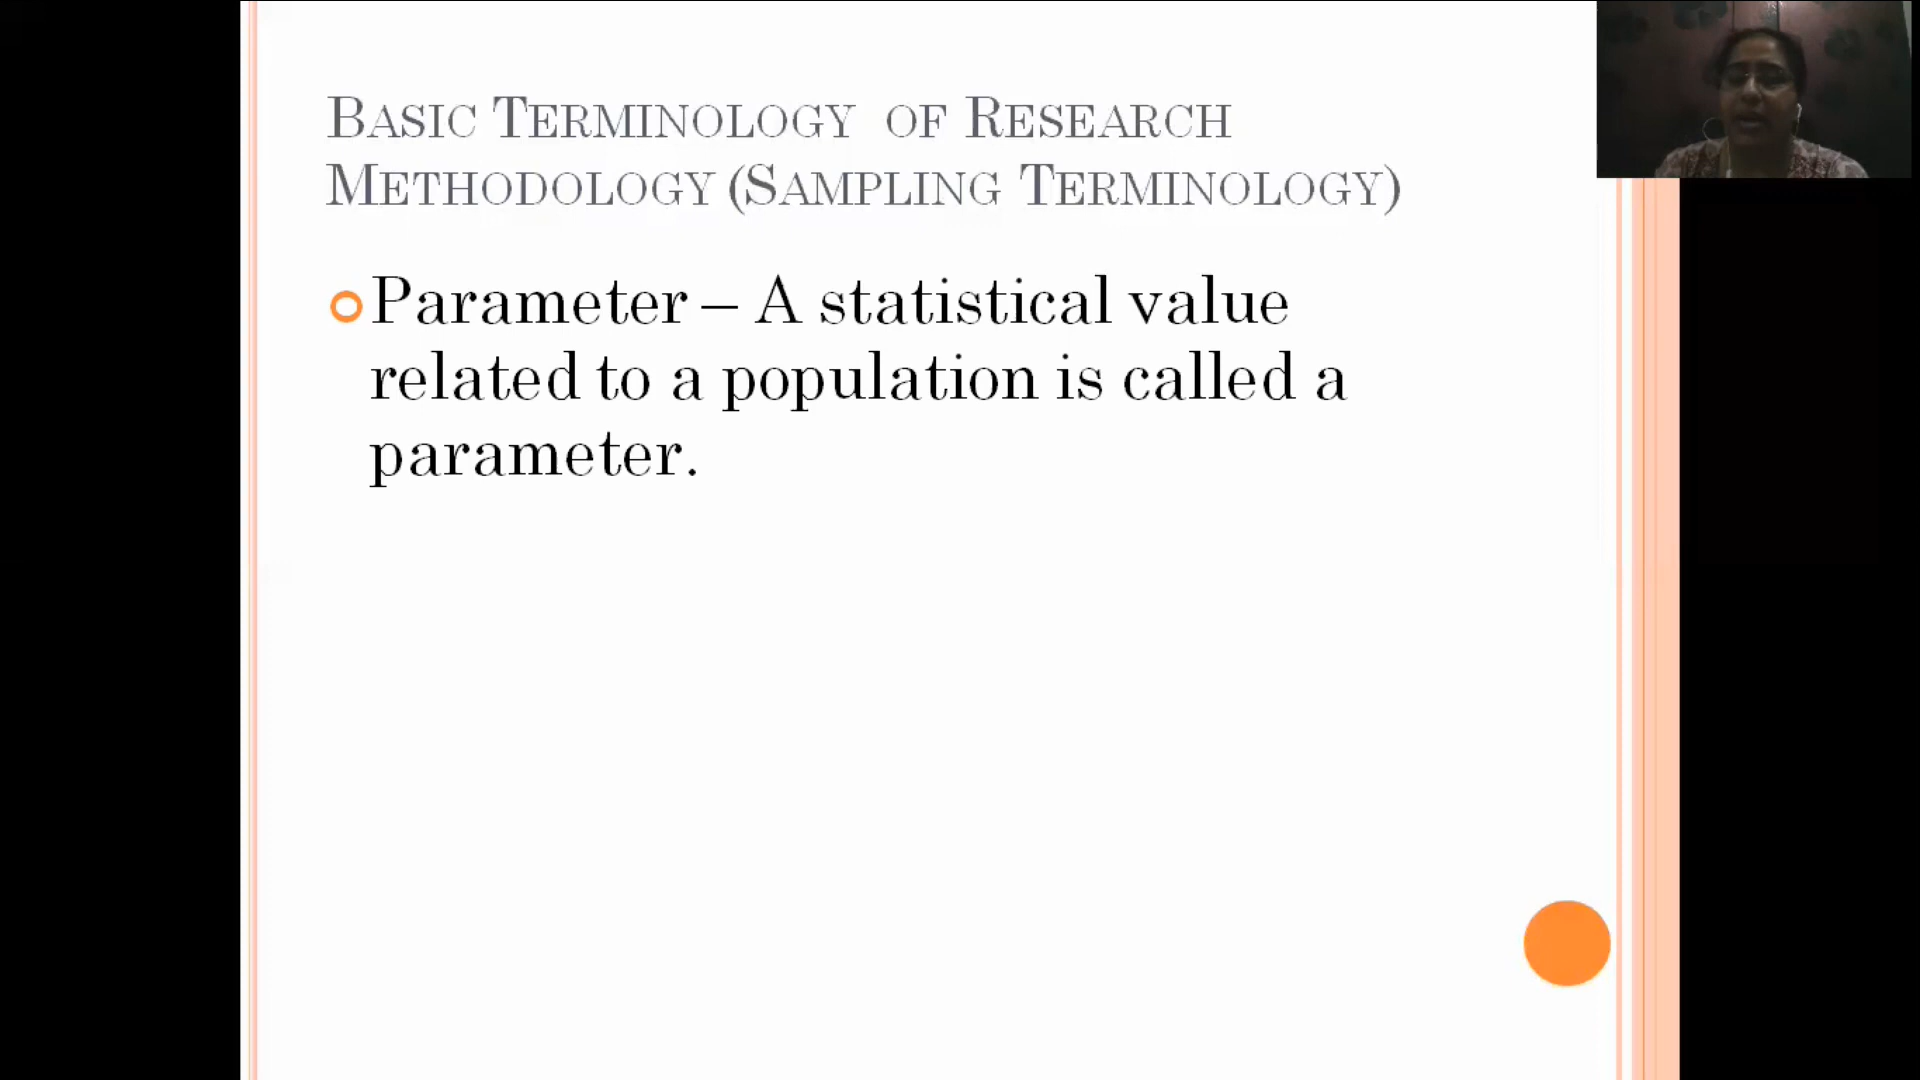 Basic Terminology of Research
Methodology (Sampling Terminology)
Parameter – A statistical value
related to a population is called a
parameter.